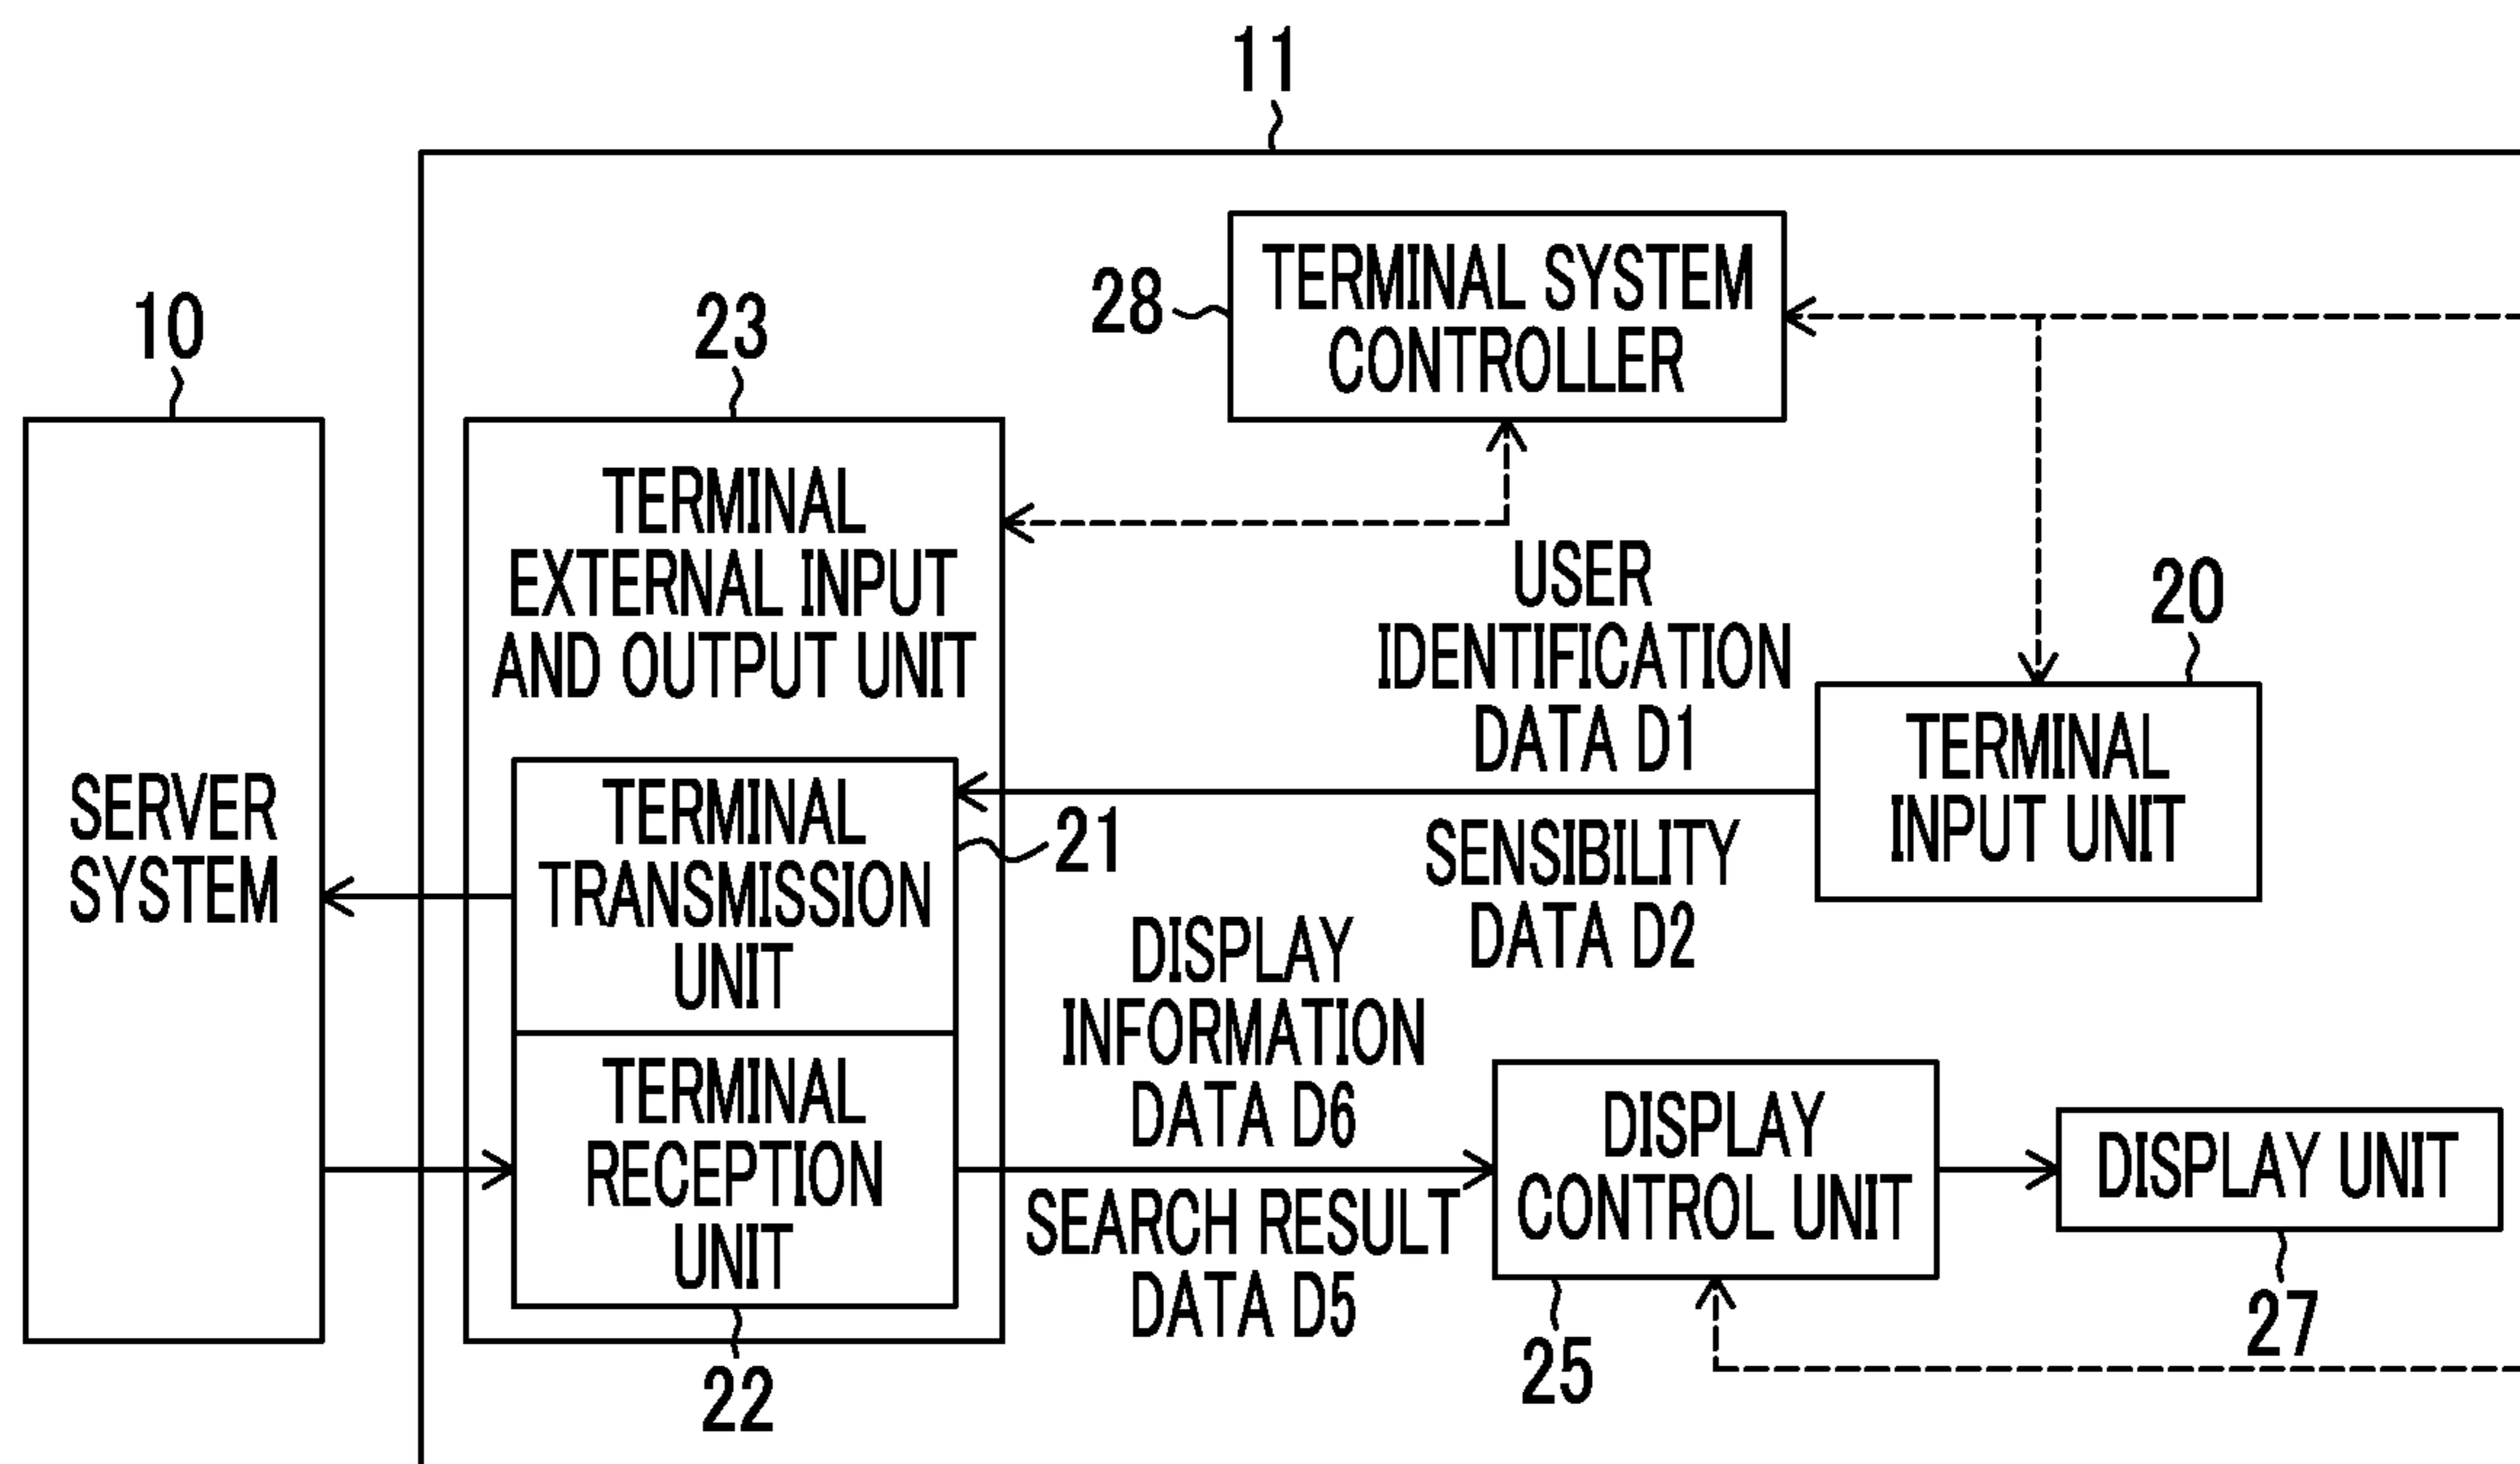 11
TERMINAL SYSTEM
CONTROLLER
28
10
23
TERMINAL
EXTERNAL INPUT
AND OUTPUT UNIT
USER
IDENTIFICATION
DATA D1
20
TERMINAL
INPUT UNIT
SERVER
SYSTEM
TERMINAL
TRANSMISSION
UNIT
21
SENSIBILITY
DATA D2
DISPLAY
INFORMATION
DATA D6
TERMINAL
RECEPTION
UNIT
22
SEARCH RESULT
DATA D5
DISPLAY
CONTROL UNIT
25
DISPLAY UNIT
27